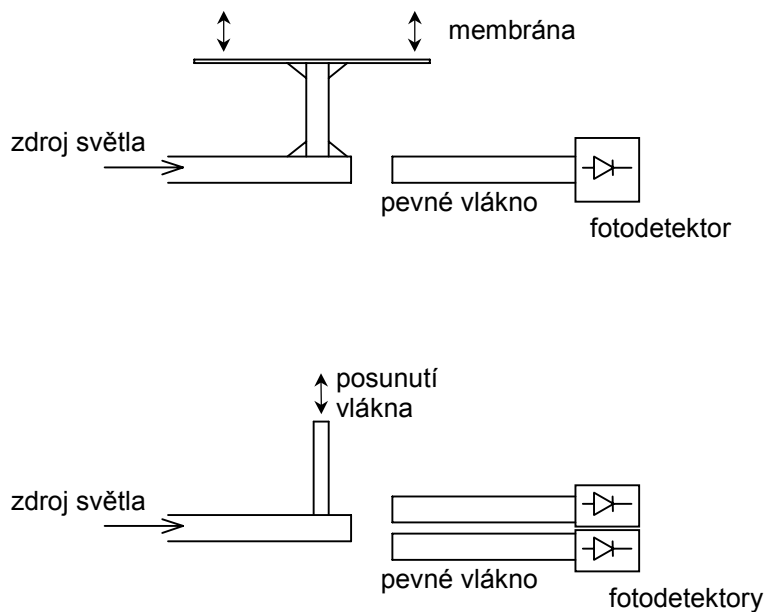 membrána
zdroj světla
pevné vlákno
fotodetektor
posunutí
vlákna
zdroj světla
pevné vlákno
fotodetektory